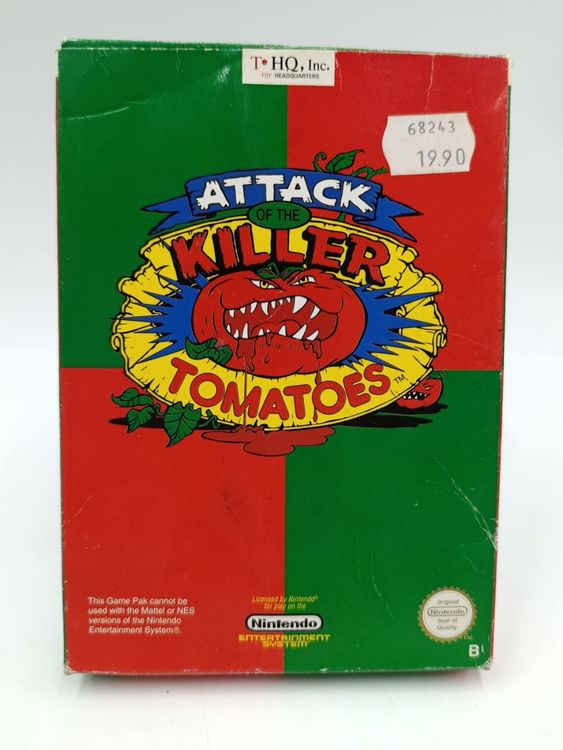 T•HQ, Inc.
TOY HEADQUARTERS
68243
19.90
ATTACK
OF THE
KILLER
TOMATOES™
This Game Pak cannot be
used with the Mattel or NES
versions of the Nintendo
Entertainment System®.
Licensed by Nintendo®
for play on the
Nintendo
ENTERTAINMENT
SYSTEM™
Original
Nintendo
Seal of
Quality
TM
B